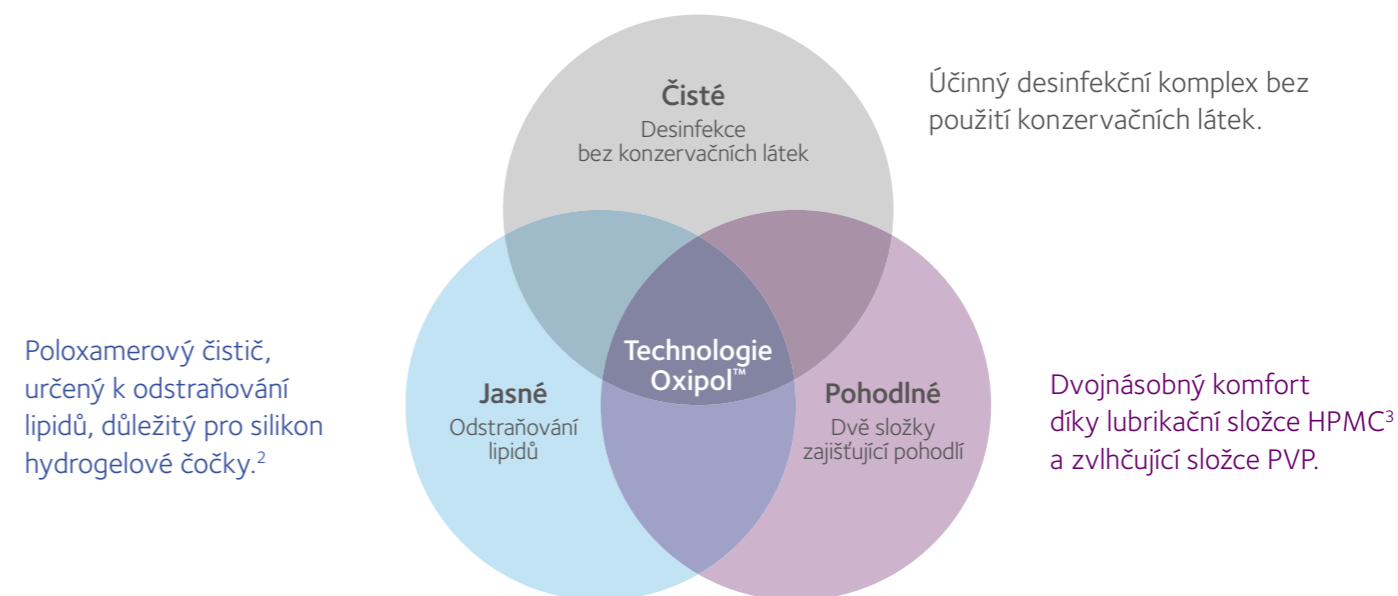 Čisté
Desinfekce
bez konzervačních látek
Účinný desinfekční komplex bez
použití konzervačních látek.
Poloxamerový čistič,
určený k odstraňování
lipidů, důležitý pro silikon
hydrogelové čočky.²
Jasné
Odstraňování
lipidů
Technologie
Oxipol™
Pohodlné
Dvě složky
zajišťující pohodlí
Dvojnásobný komfort
díky lubrikační složce HPMC³
a zvlhčující složce PVP.